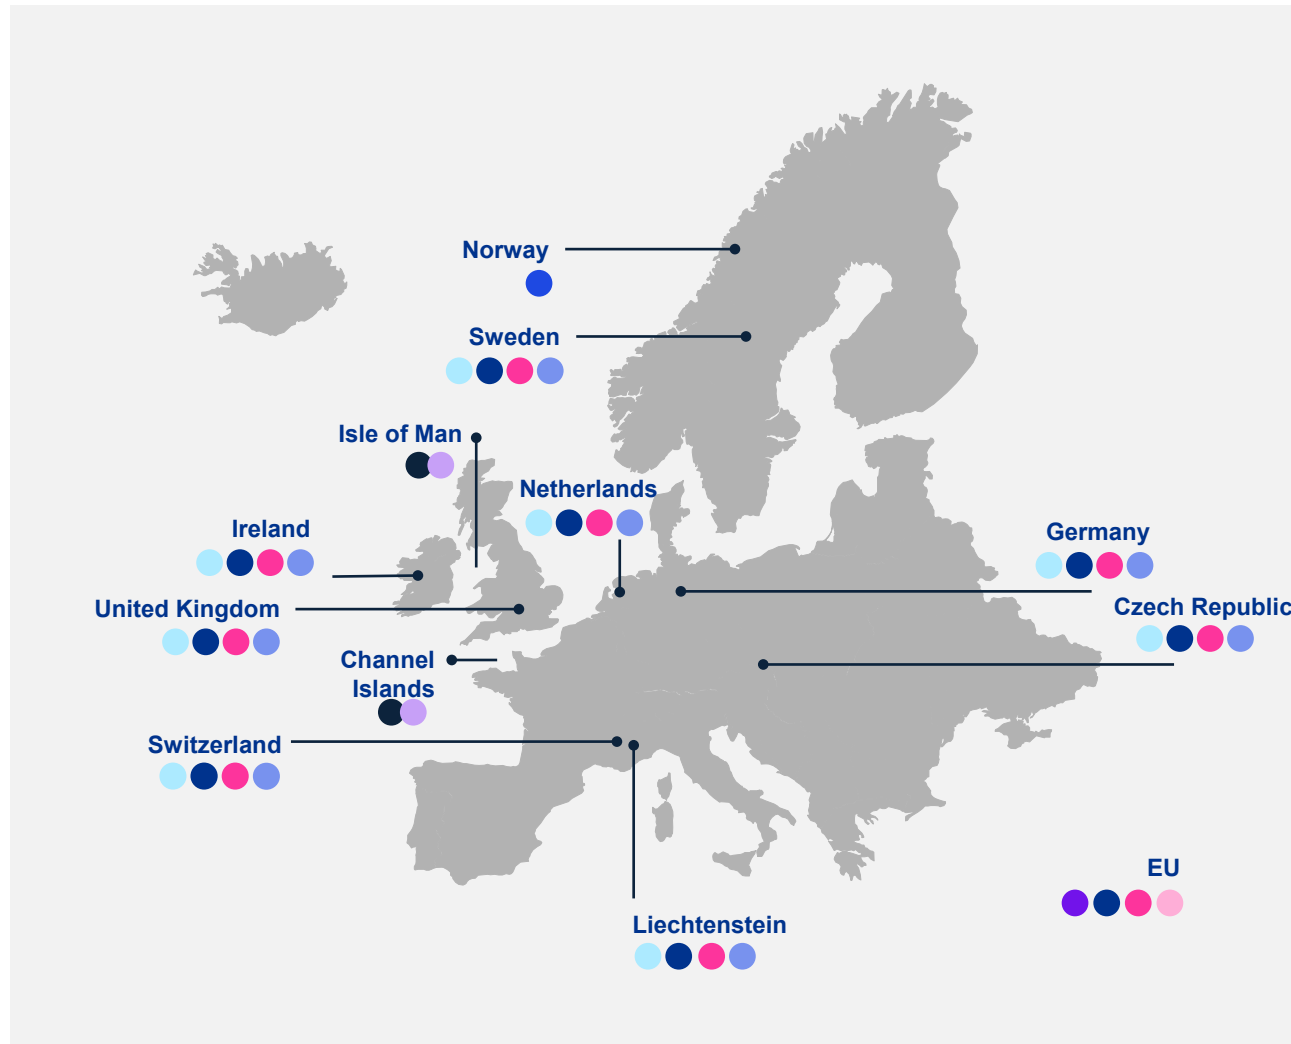 Norway
Sweden
Isle of Man
Netherlands
Ireland
Germany
United Kingdom
Czech Republic
Channel
Islands
Switzerland
EU
Liechtenstein